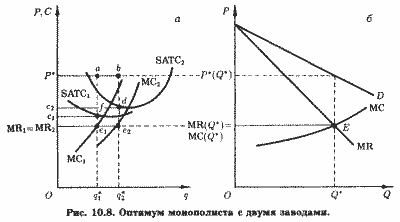 P,C
a
P
б
SATC₂
a
b
MC₂
P*
P*(Q*)
SATC₁
D
c₂
f
d
MC
c₁
MR₁=MR₂
e₁
e₂
MR(Q*)=
MC(Q*)
E
MC₁
MR
O
q₁*
q₂*
q
O
Q*
Q
Рис. 10.8. Оптимум монополиста с двумя заводами.